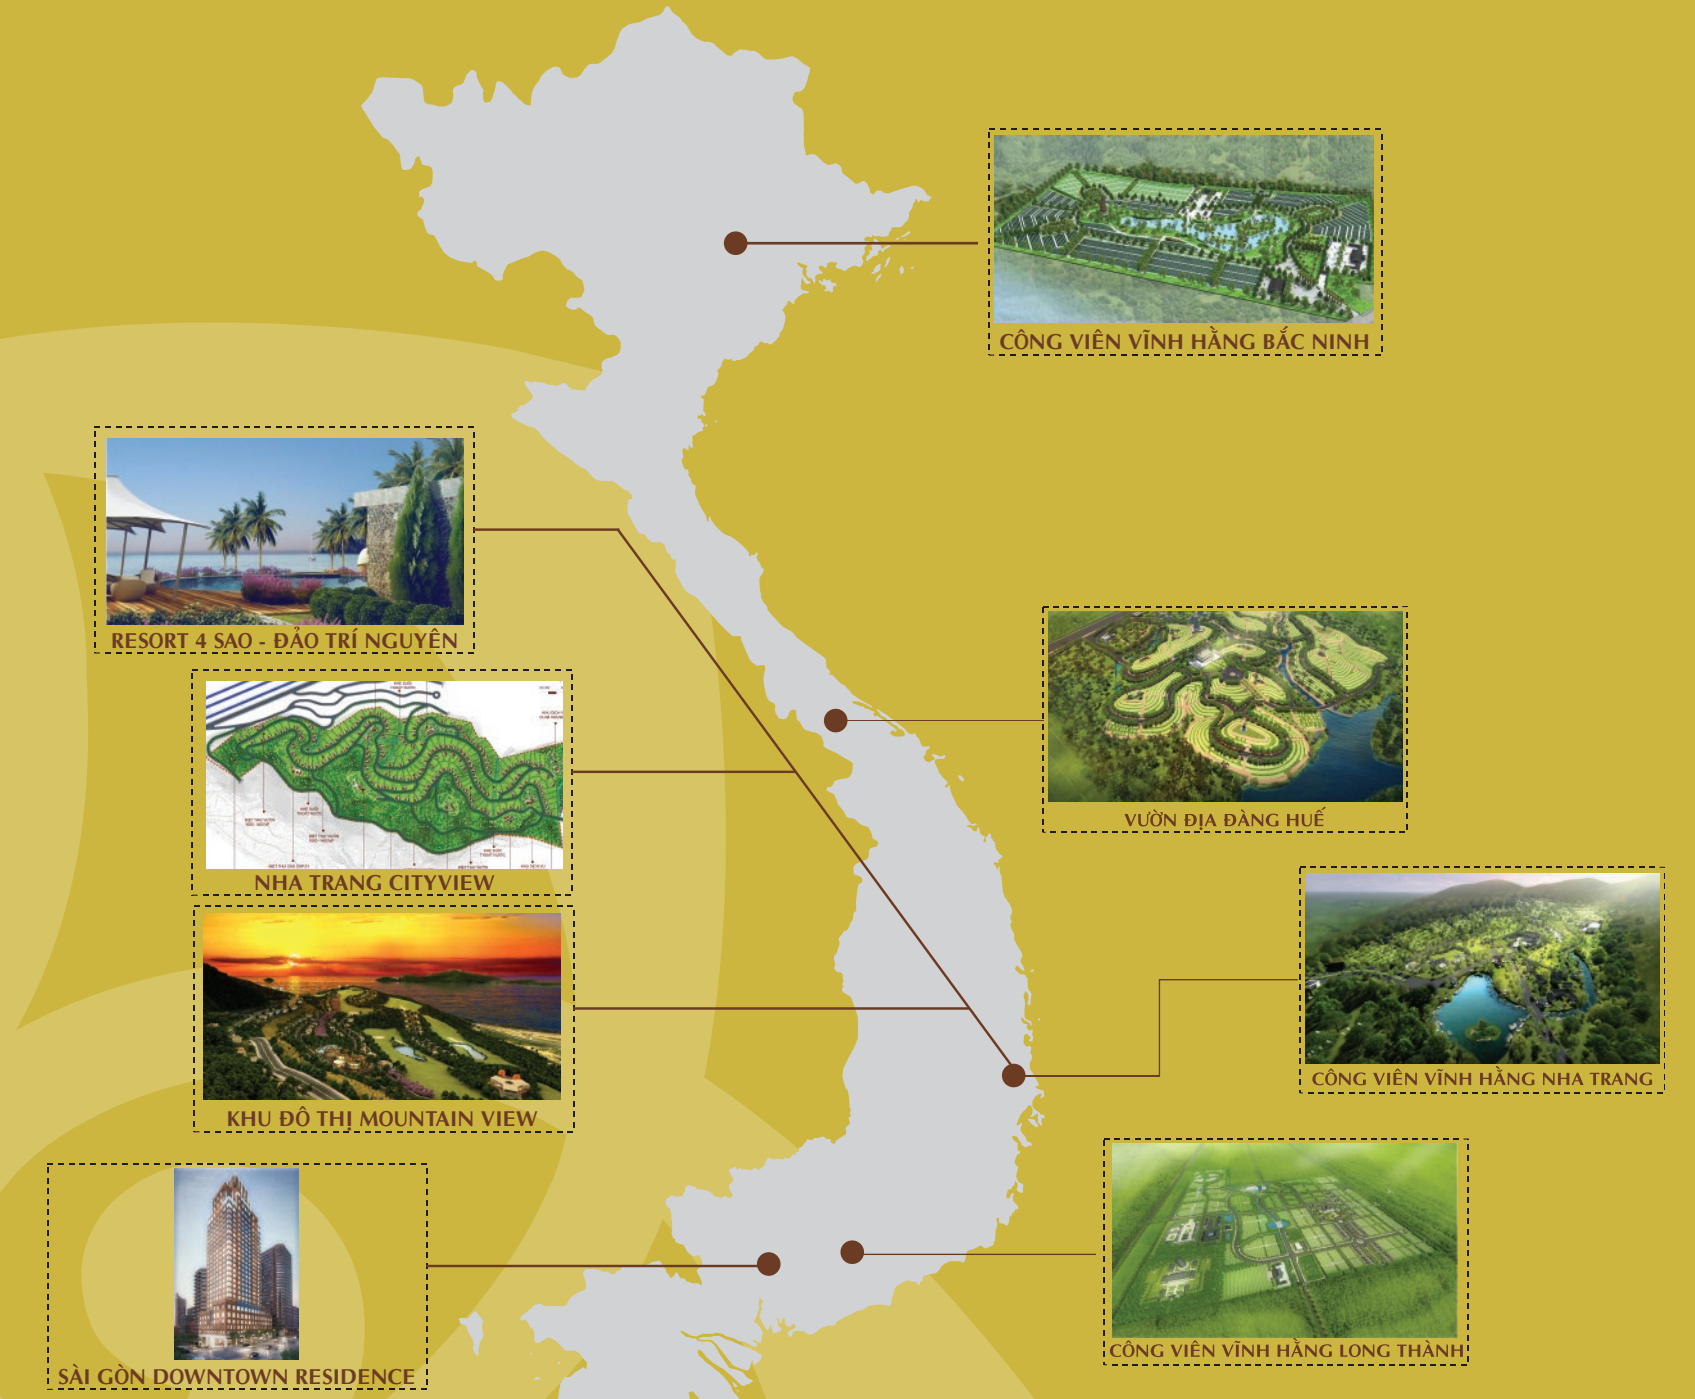 CÔNG VIÊN VĨNH HẰNG BẮC NINH
RESORT 4 SAO - ĐẢO TRÍ NGUYÊN
VƯỜN ĐỊA ĐÀNG HUẾ
NHA TRANG CITYVIEW
CÔNG VIÊN VĨNH HẰNG NHA TRANG
KHU ĐÔ THỊ MOUNTAIN VIEW
CÔNG VIÊN VĨNH HẰNG LONG THÀNH
SÀI GÒN DOWNTOWN RESIDENCE